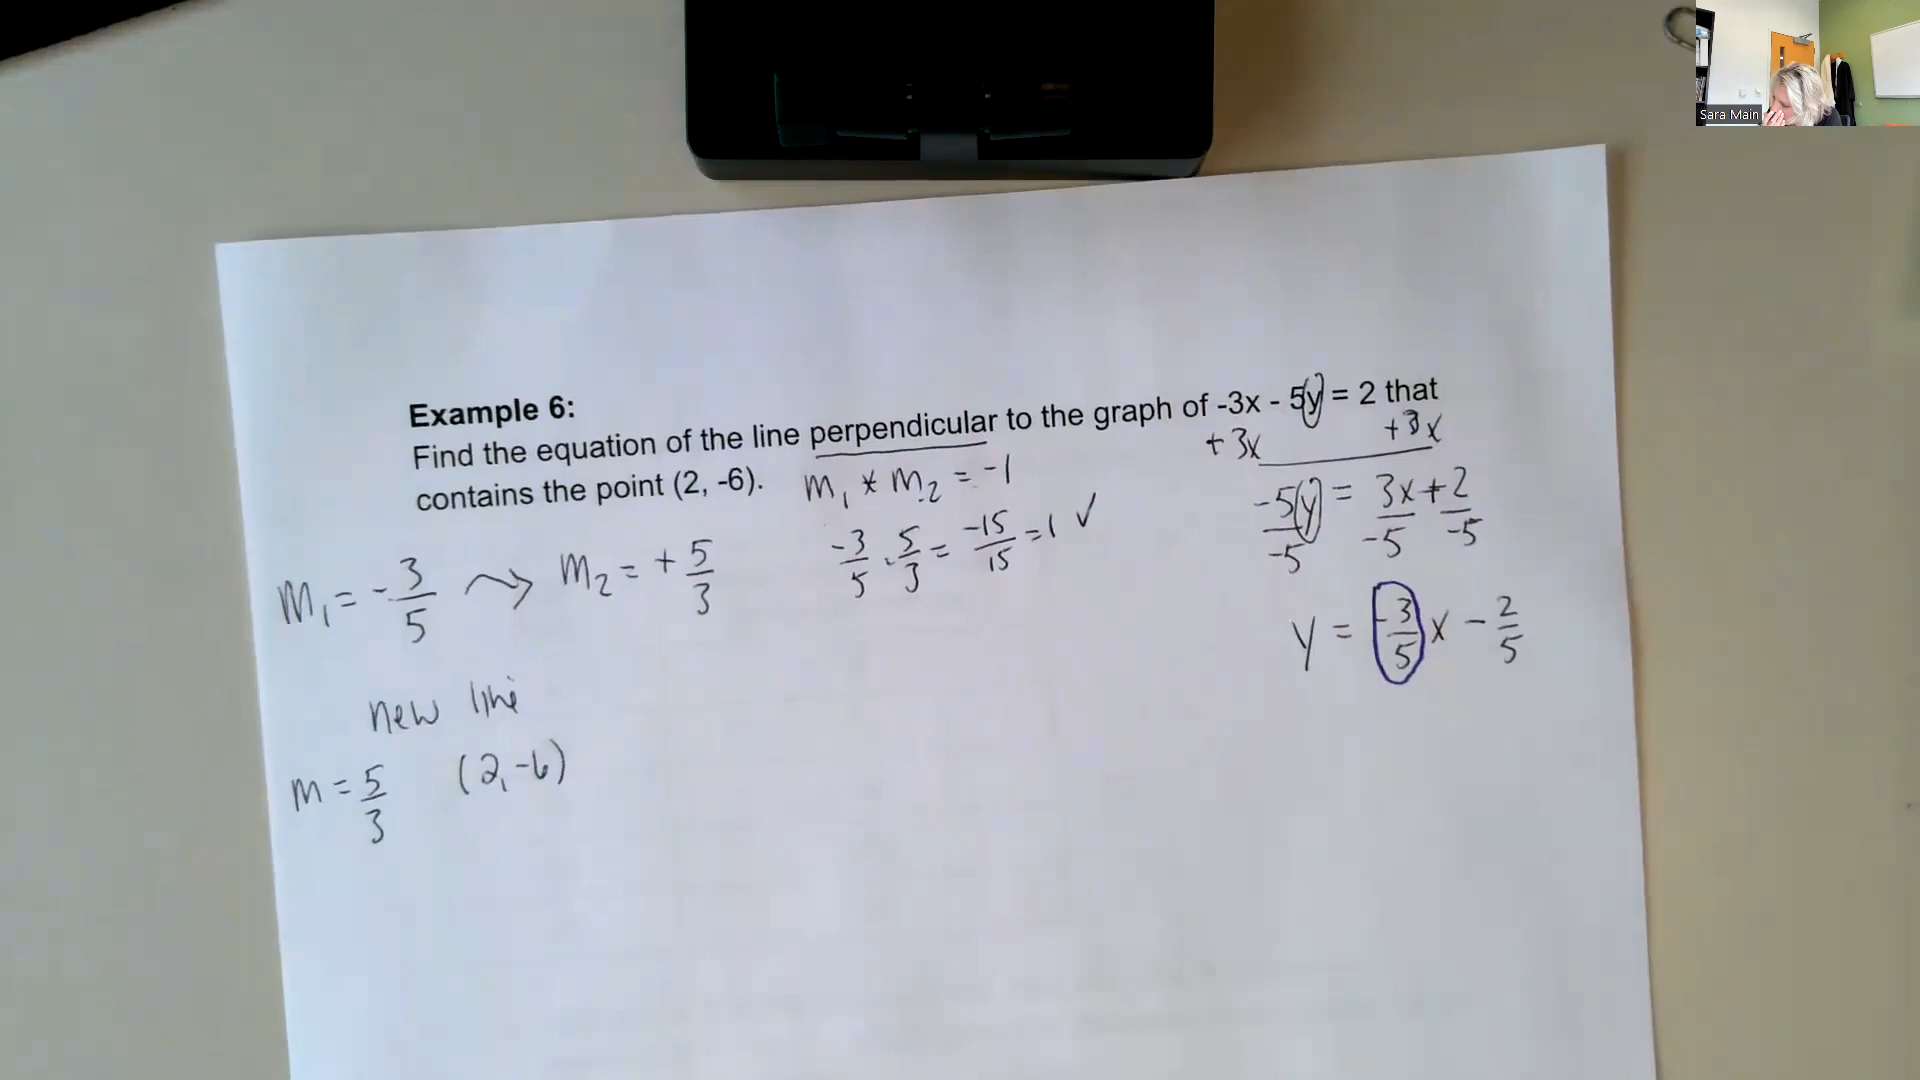 Sara Main
Example 6:
Find the equation of the line perpendicular to the graph of -3x - 5y = 2 that
contains the point (2, -6).
+3x +3x
m₁ * m₂ = -1
-5y/-5 = 3x/-5 + 2/-5
-3/5 · 5/3 = -15/15 = 1 ✓
m₁ = -3/5 → m₂ = +5/3
y = -3/5 x - 2/5
new line
m = 5/3 (2, -6)